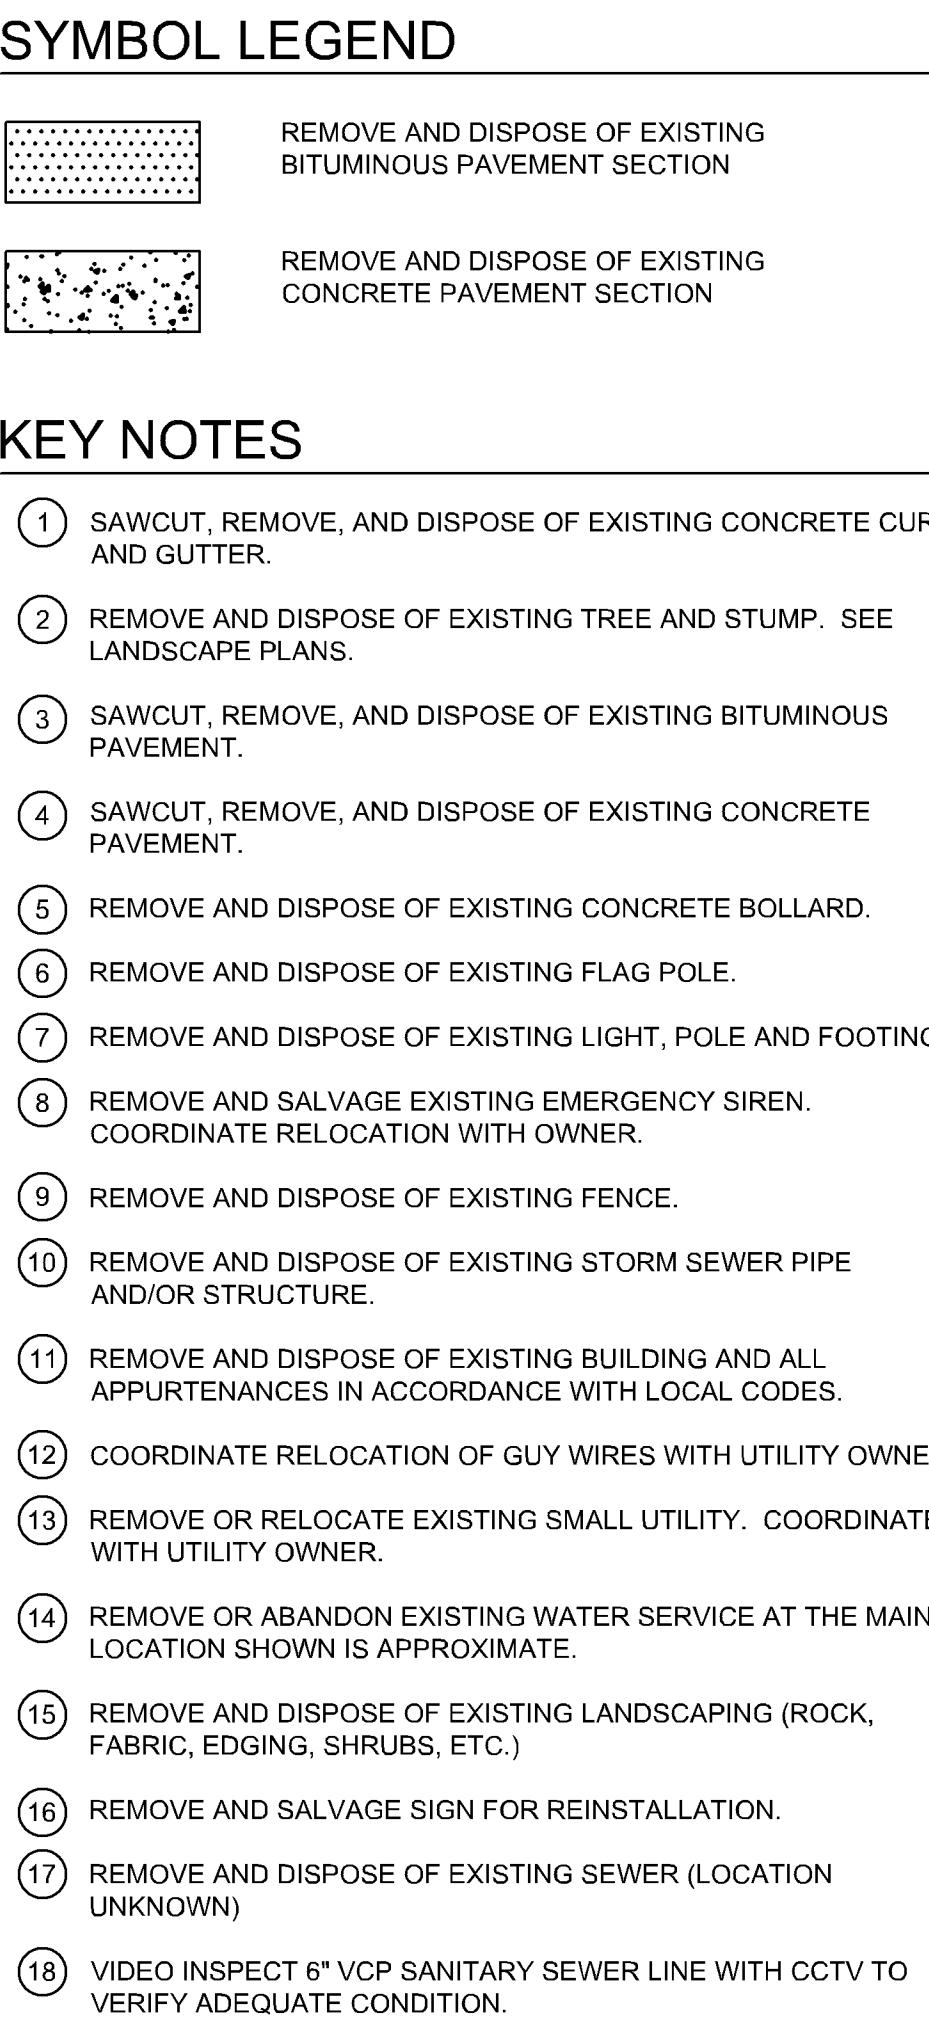 SYMBOL LEGEND
REMOVE AND DISPOSE OF EXISTING
BITUMINOUS PAVEMENT SECTION
REMOVE AND DISPOSE OF EXISTING
CONCRETE PAVEMENT SECTION
KEY NOTES
1 SAWCUT, REMOVE, AND DISPOSE OF EXISTING CONCRETE
AND GUTTER.
2 REMOVE AND DISPOSE OF EXISTING TREE AND STUMP. SEE
LANDSCAPE PLANS.
3 SAWCUT, REMOVE, AND DISPOSE OF EXISTING BITUMINOUS
PAVEMENT.
4 SAWCUT, REMOVE, AND DISPOSE OF EXISTING CONCRETE
PAVEMENT.
5 REMOVE AND DISPOSE OF EXISTING CONCRETE BOLLARD.
6 REMOVE AND DISPOSE OF EXISTING FLAG POLE.
7 REMOVE AND DISPOSE OF EXISTING LIGHT, POLE AND FOOTING
8 REMOVE AND SALVAGE EXISTING EMERGENCY SIREN.
COORDINATE RELOCATION WITH OWNER.
9 REMOVE AND DISPOSE OF EXISTING FENCE.
10 REMOVE AND DISPOSE OF EXISTING STORM SEWER PIPE
AND/OR STRUCTURE.
11 REMOVE AND DISPOSE OF EXISTING BUILDING AND ALL
APPURTENANCES IN ACCORDANCE WITH LOCAL CODES.
12 COORDINATE RELOCATION OF GUY WIRES WITH UTILITY
13 REMOVE OR RELOCATE EXISTING SMALL UTILITY. COORDINATE
WITH UTILITY OWNER.
14 REMOVE OR ABANDON EXISTING WATER SERVICE AT THE MAIN
LOCATION SHOWN IS APPROXIMATE.
15 REMOVE AND DISPOSE OF EXISTING LANDSCAPING (ROCK,
FABRIC, EDGING, SHRUBS, ETC.)
16 REMOVE AND SALVAGE SIGN FOR REINSTALLATION.
17 REMOVE AND DISPOSE OF EXISTING SEWER (LOCATION
UNKNOWN)
18 VIDEO INSPECT 6" VCP SANITARY SEWER LINE WITH CCTV TO
VERIFY ADEQUATE CONDITION.